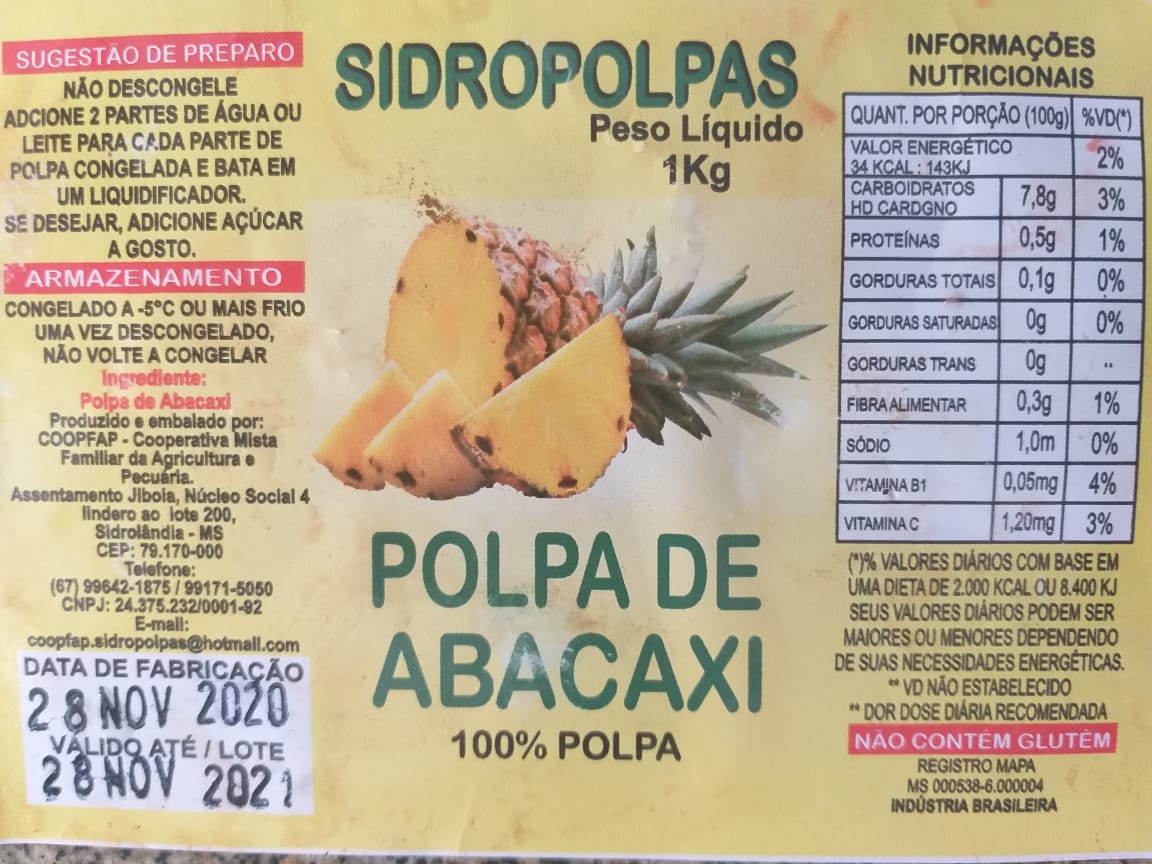 SUGESTÃO DE PREPARO
NÃO DESCONGELE
ADCIONE 2 PARTES DE ÁGUA OU
LEITE PARA CADA PARTE DE
POLPA CONGELADA E BATA EM
UM LIQUIDIFICADOR.
SE DESEJAR, ADICIONE AÇÚCAR
A GOSTO.
ARMAZENAMENTO
CONGELADO A -5°C OU MAIS FRIO
UMA VEZ DESCONGELADO,
NÃO VOLTE A CONGELAR
Ingrediente:
Polpa de Abacaxi
Produzido e embalado por:
COOPFAP - Cooperativa Mista
Familiar da Agricultura e
Pecuária.
Assentamento Jiboia, Núcleo Social 4
lindero ao lote 200,
Sidrolândia - MS
CEP: 79.170-000
Telefone:
(67) 99642-1875 / 99171-5050
CNPJ: 24.375.232/0001-92
E-mail:
coopfap.sidropolpas@hotmail.com
DATA DE FABRICAÇÃO
28 NOV 2020
VÁLIDO ATÉ / LOTE
28 NOV 2021
SIDROPOLPAS
Peso Líquido
1Kg
POLPA DE
ABACAXI
100% POLPA
INFORMAÇÕES
NUTRICIONAIS
QUANT. POR PORÇÃO (100g) %VD(*)
VALOR ENERGÉTICO
34 KCAL : 143KJ 2%
CARBOIDRATOS
HD CARDGNO 7,8g 3%
PROTEÍNAS 0,5g 1%
GORDURAS TOTAIS 0,1g 0%
GORDURAS SATURADAS 0g 0%
GORDURAS TRANS 0g ..
FIBRA ALIMENTAR 0,3g 1%
SÓDIO 1,0m 0%
VITAMINA B1 0,05mg 4%
VITAMINA C 1,20mg 3%
(*)% VALORES DIÁRIOS COM BASE EM
UMA DIETA DE 2.000 KCAL OU 8.400 KJ
SEUS VALORES DIÁRIOS PODEM SER
MAIORES OU MENORES DEPENDENDO
DE SUAS NECESSIDADES ENERGÉTICAS.
** VD NÃO ESTABELECIDO
** DOR DOSE DIÁRIA RECOMENDADA
NÃO CONTÉM GLUTÉM
REGISTRO MAPA
MS 000538-6.000004
INDÚSTRIA BRASILEIRA